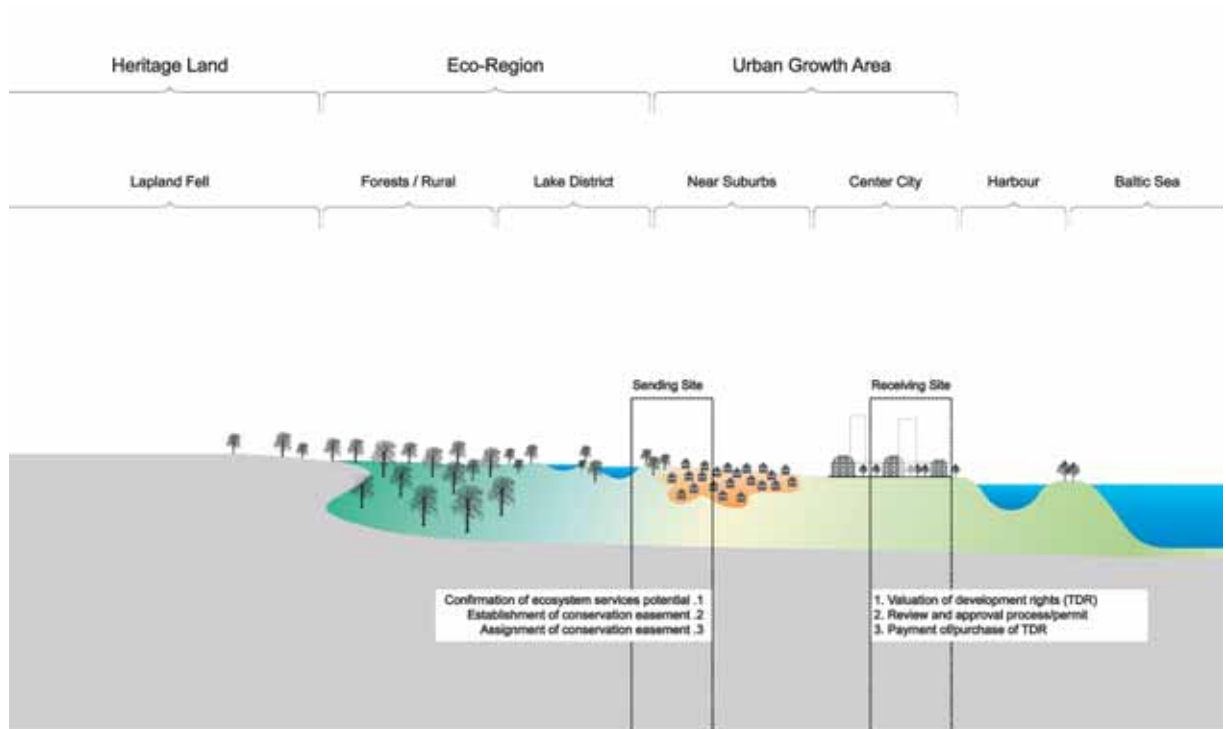 Heritage Land
Eco-Region
Urban Growth Area
Lapland Fell
Forests / Rural
Lake District
Near Suburbs
Center City
Harbour
Baltic Sea
Sending Site
Receiving Site
Confirmation of ecosystem services potential .1
Establishment of conservation easement .2
Assignment of conservation easement .3
1. Valuation of development rights (TDR)
2. Review and approval process/permit
3. Payment of/purchase of TDR